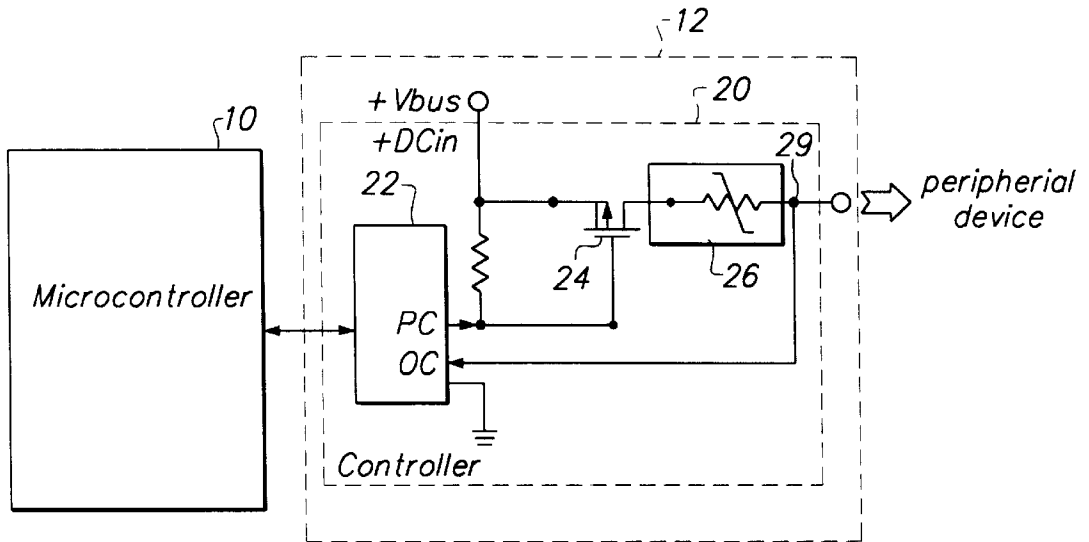 12
+Vbus
20
10
+DCin
29
22
peripherial
device
24
26
Microcontroller
PC
OC
Controller